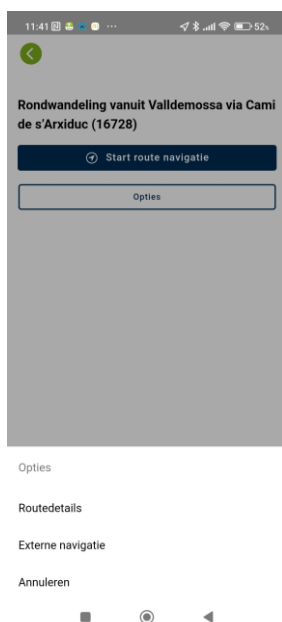 11:41 ... 52%
Rondwandeling vanuit Valldemossa via Cami
de s'Arxiduc (16728)
Start route navigatie
Opties
Opties
Routedetails
Externe navigatie
Annuleren